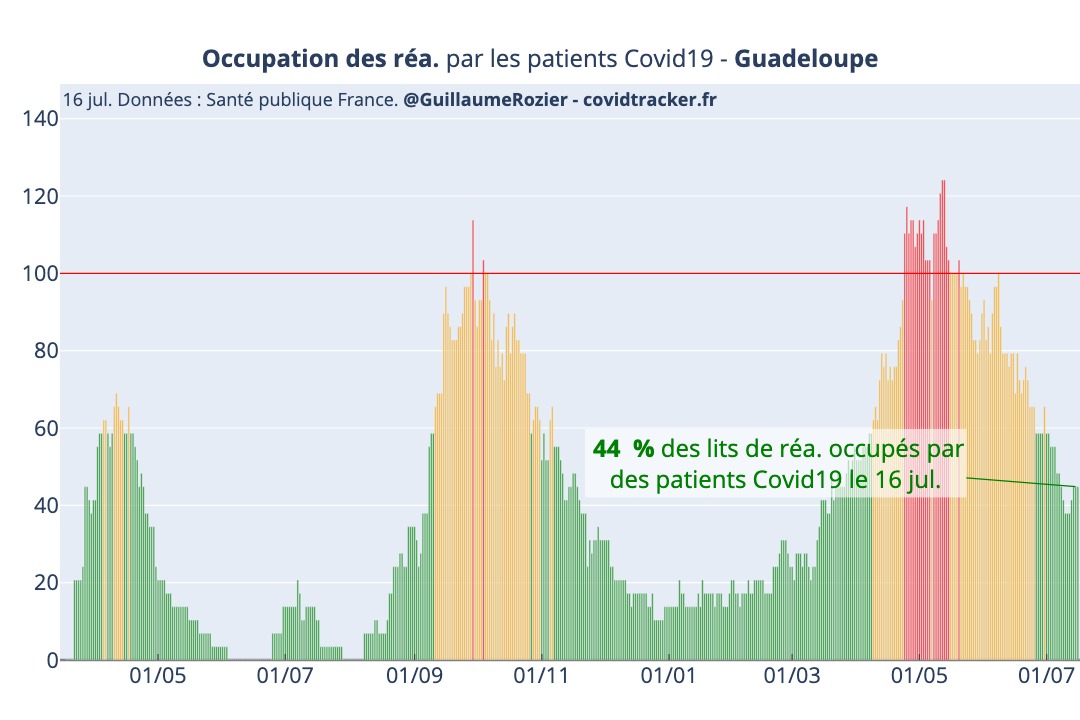 Occupation des réa. par les patients Covid19 - Guadeloupe
16 jul. Données : Santé publique France. @GuillaumeRozier - covidtracker.fr
140
120
100
80
60
44 % des lits de réa. occupés par
des patients Covid19 le 16 jul.
40
20
0
01/05 01/07 01/09 01/11 01/01 01/03 01/05 01/07